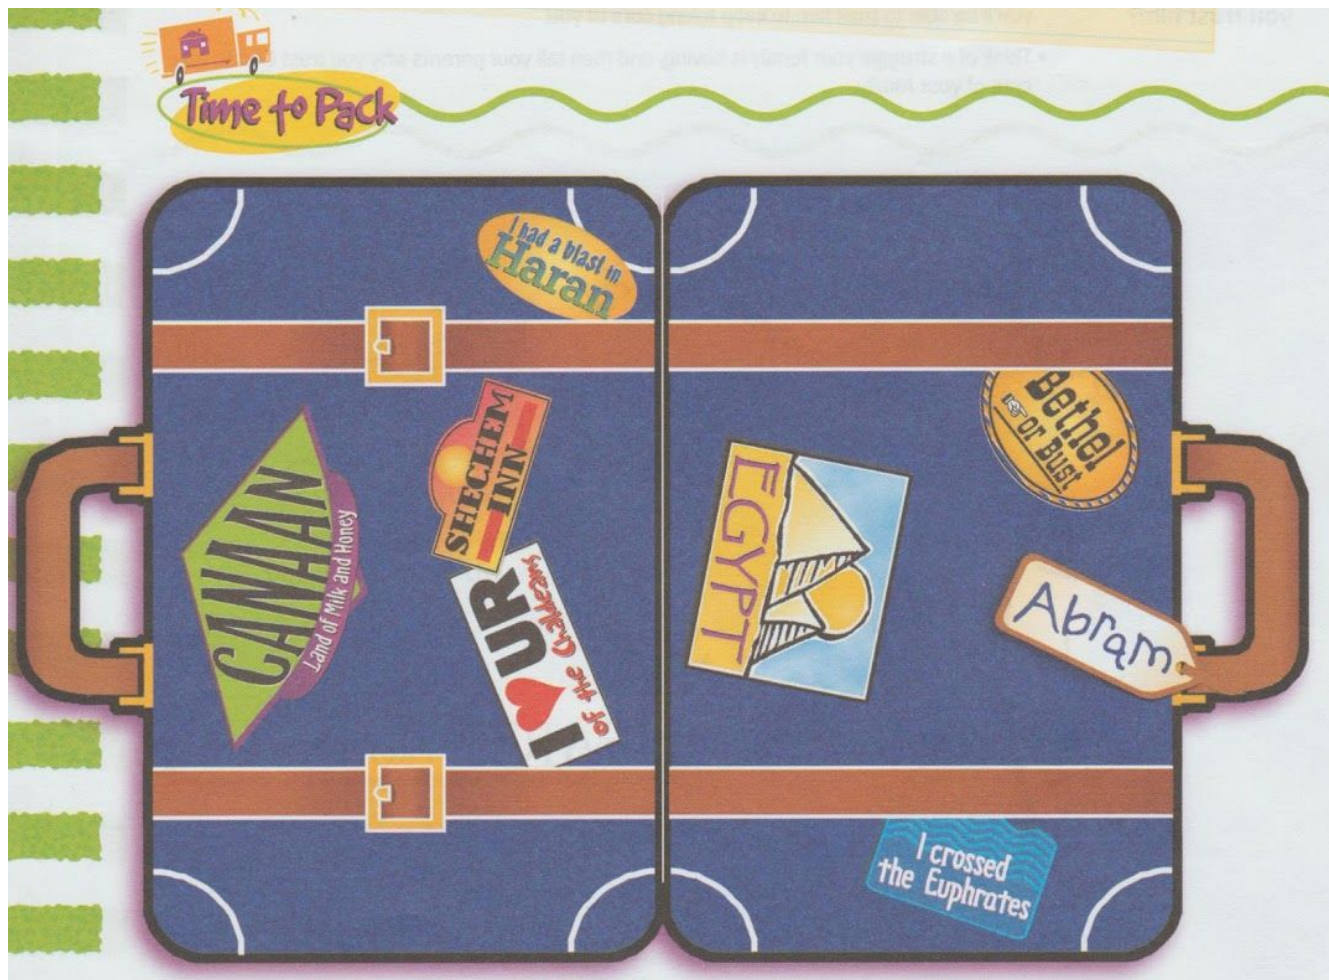 Time to Pack
I had a blast in
Haran
SHECHEM
INN
CANAAN
Land of Milk and Honey
I ♥ UR
of the Chaldeans
Bethel
or Bust
EGYPT
Abram
I crossed
the Euphrates